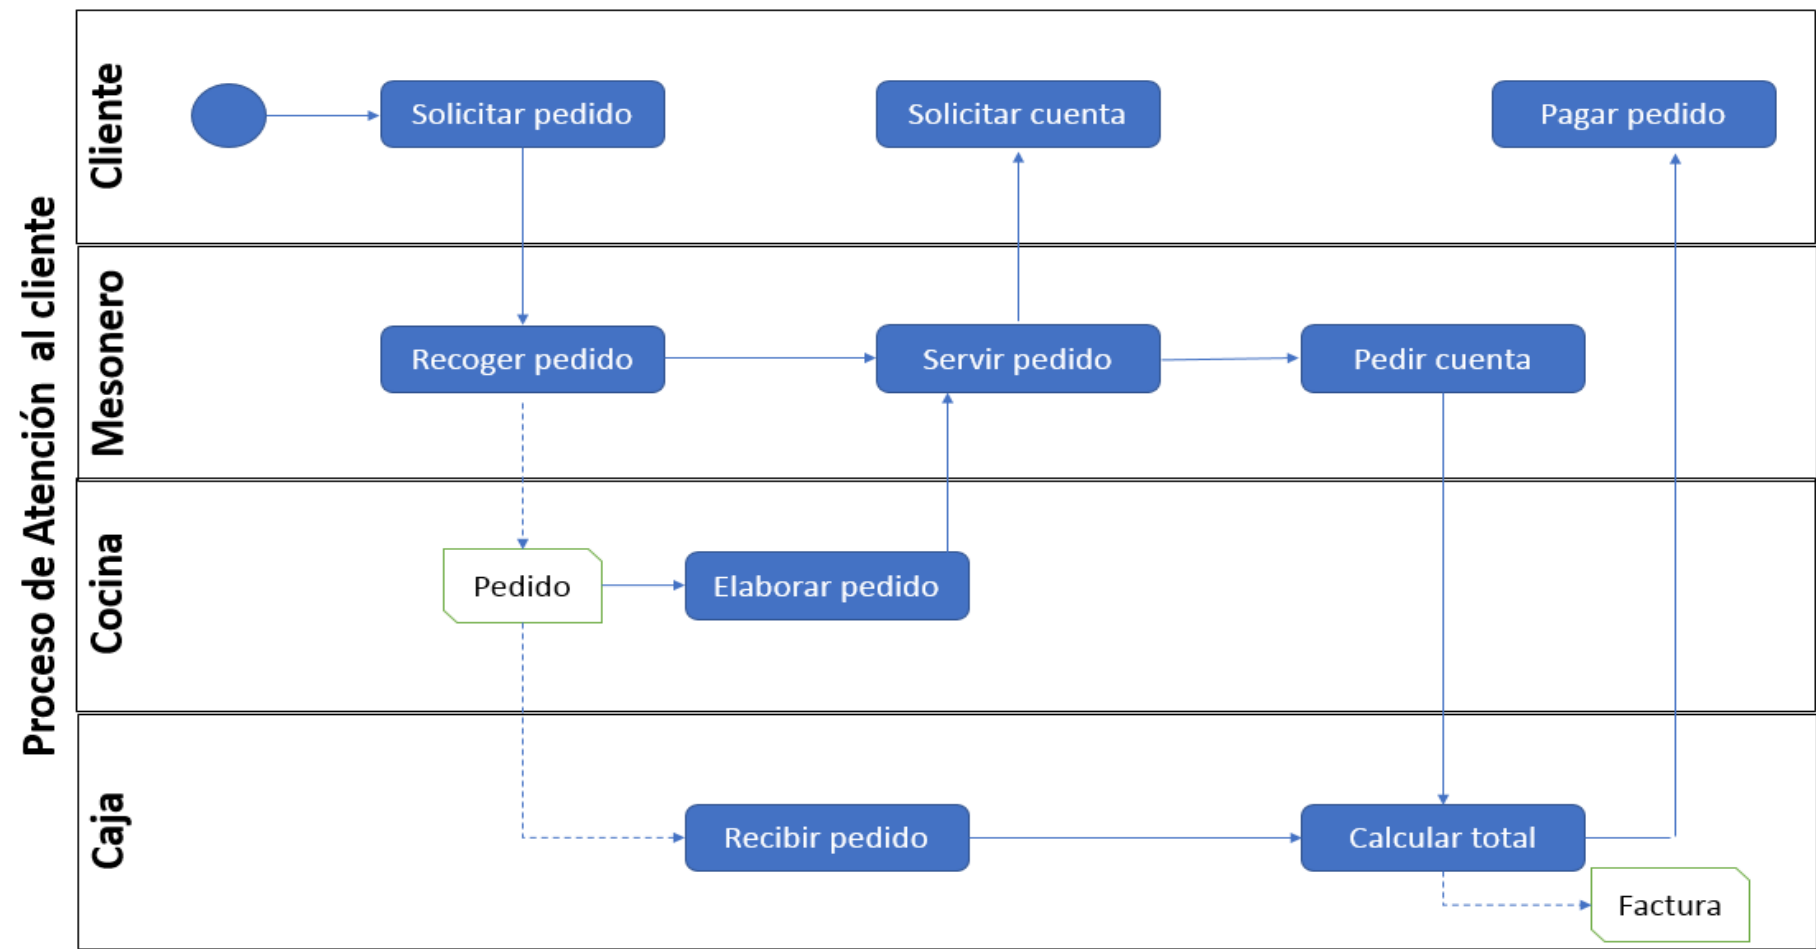 Proceso de Atención al cliente
Cliente
Solicitar pedido
Solicitar cuenta
Pagar pedido
Mesonero
Recoger pedido
Servir pedido
Pedir cuenta
Cocina
Pedido
Elaborar pedido
Caja
Recibir pedido
Calcular total
Factura